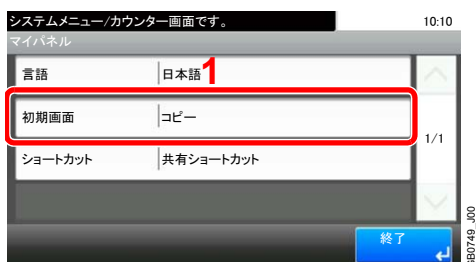 システムメニュー/カウンター画面です。 10:10
マイパネル
言語 日本語 1
初期画面 コピー
1/1
ショートカット 共有ショートカット
終了